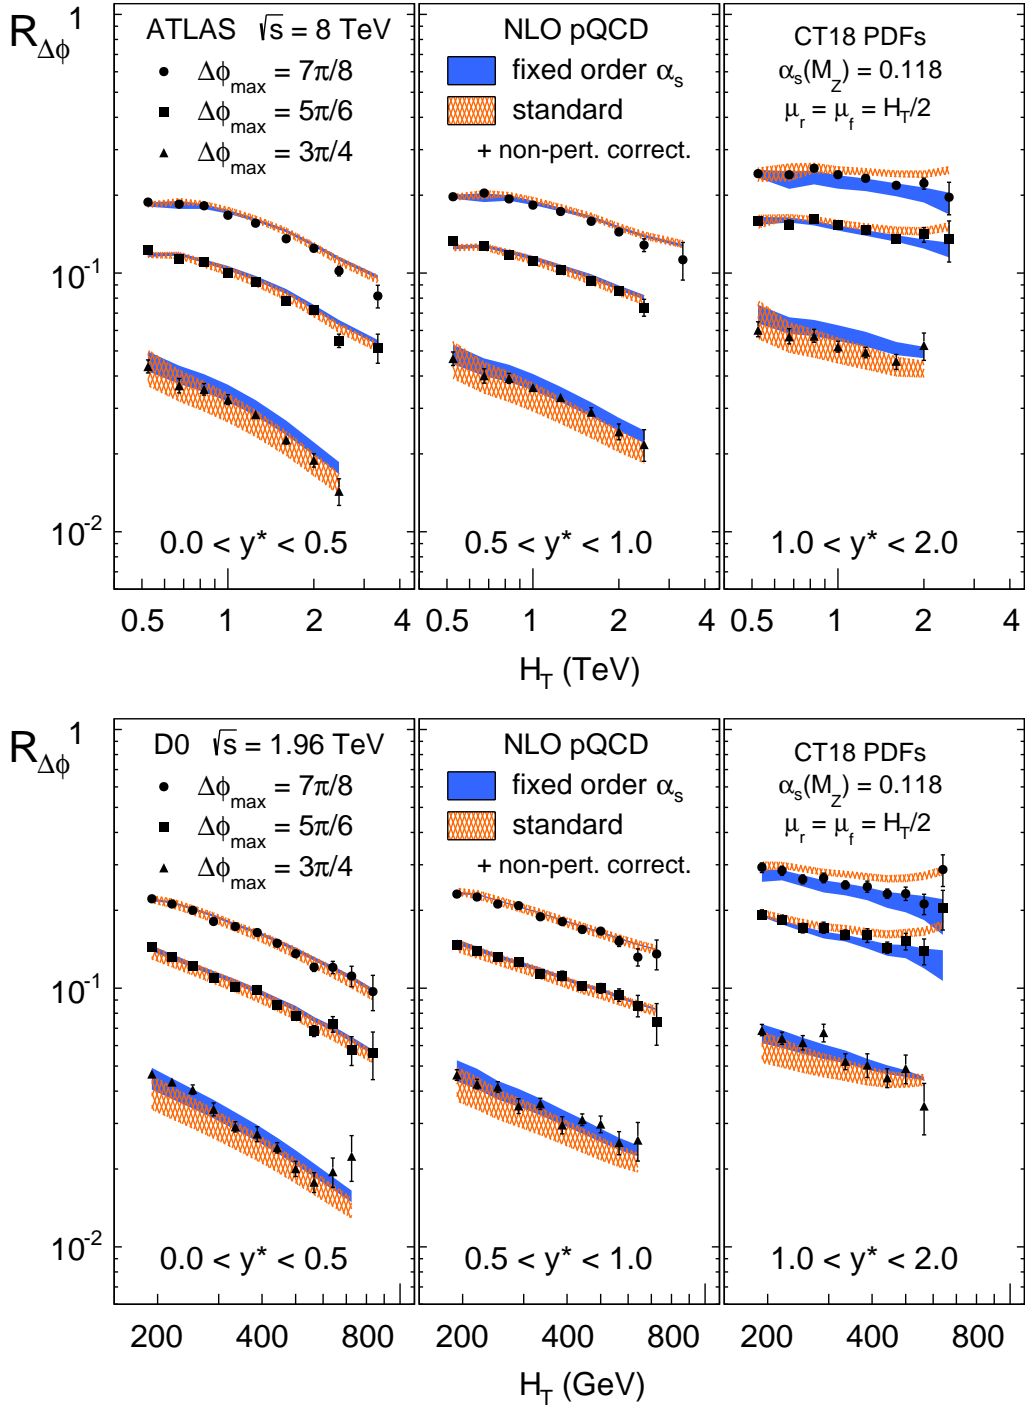 R_Δϕ
1
10⁻¹
10⁻²
ATLAS √s = 8 TeV
Δϕ_max = 7π/8
Δϕ_max = 5π/6
Δϕ_max = 3π/4
0.0 < y* < 0.5
NLO pQCD
fixed order α_s
standard
+ non-pert. correct.
0.5 < y* < 1.0
CT18 PDFs
α_s(M_Z) = 0.118
μ_r = μ_f = H_T/2
1.0 < y* < 2.0
0.5 1 2 4 0.5 1 2 4 0.5 1 2 4
H_T (TeV)
R_Δϕ
1
10⁻¹
10⁻²
D0 √s = 1.96 TeV
Δϕ_max = 7π/8
Δϕ_max = 5π/6
Δϕ_max = 3π/4
0.0 < y* < 0.5
NLO pQCD
fixed order α_s
standard
+ non-pert. correct.
0.5 < y* < 1.0
CT18 PDFs
α_s(M_Z) = 0.118
μ_r = μ_f = H_T/2
1.0 < y* < 2.0
200 400 800 200 400 800 200 400 800
H_T (GeV)